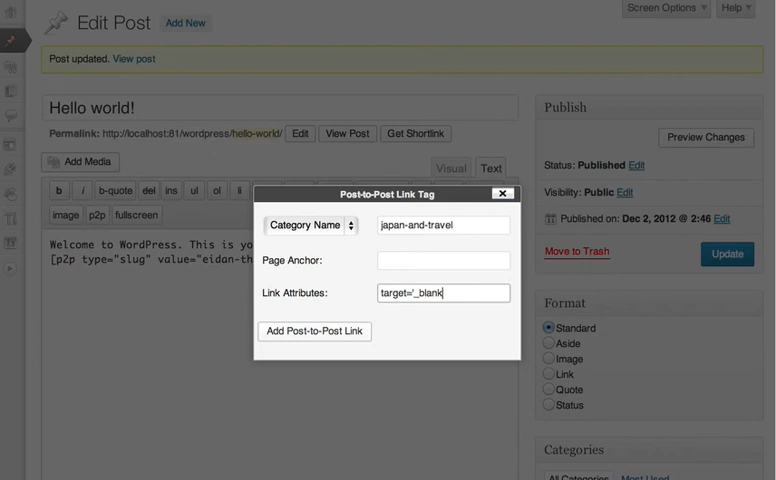 Screen Options Help
Edit Post Add New
Post updated. View post
Hello world!
Permalink: http://localhost:81/wordpress/hello-world/ Edit View Post Get Shortlink
Add Media
Visual Text
b i b-quote del ins ul ol li
image p2p fullscreen
Welcome to WordPress. This is yo
[p2p type="slug" value="eidan-th
Post-to-Post Link Tag
Category Name japan-and-travel
Page Anchor:
Link Attributes: target='_blank
Add Post-to-Post Link
Publish
Preview Changes
Status: Published Edit
Visibility: Public Edit
Published on: Dec 2, 2012 @ 2:46 Edit
Move to Trash Update
Format
Standard
Aside
Image
Link
Quote
Status
Categories
All Categories Most Used